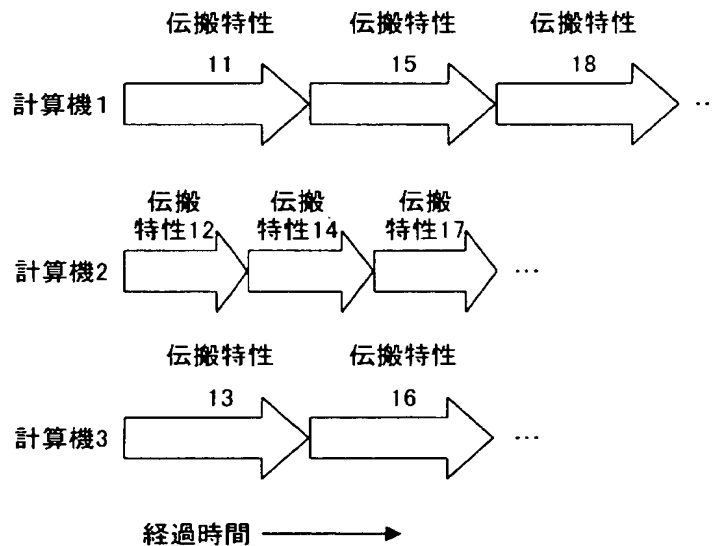 伝搬特性 伝搬特性 伝搬特性
11 15 18
計算機1 ‥
伝搬 伝搬 伝搬
特性12 特性14 特性17
計算機2 …
伝搬特性 伝搬特性
13 16
計算機3 …
経過時間